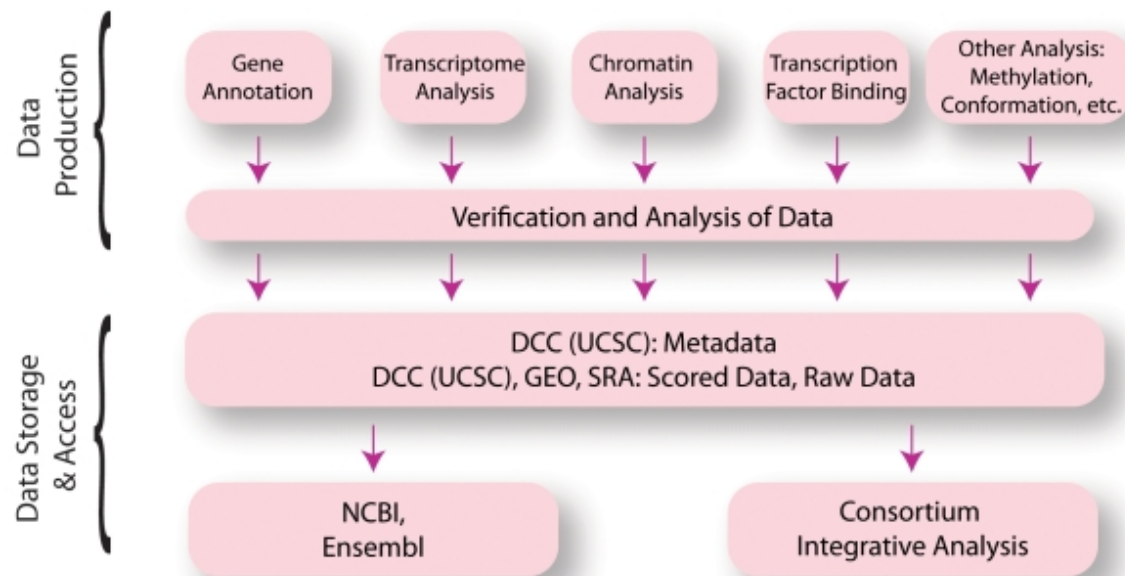 Data
Production
Gene
Annotation
Transcriptome
Analysis
Chromatin
Analysis
Transcription
Factor Binding
Other Analysis:
Methylation,
Conformation, etc.
Verification and Analysis of Data
Data Storage
& Access
DCC (UCSC): Metadata
DCC (UCSC), GEO, SRA: Scored Data, Raw Data
NCBI,
Ensembl
Consortium
Integrative Analysis